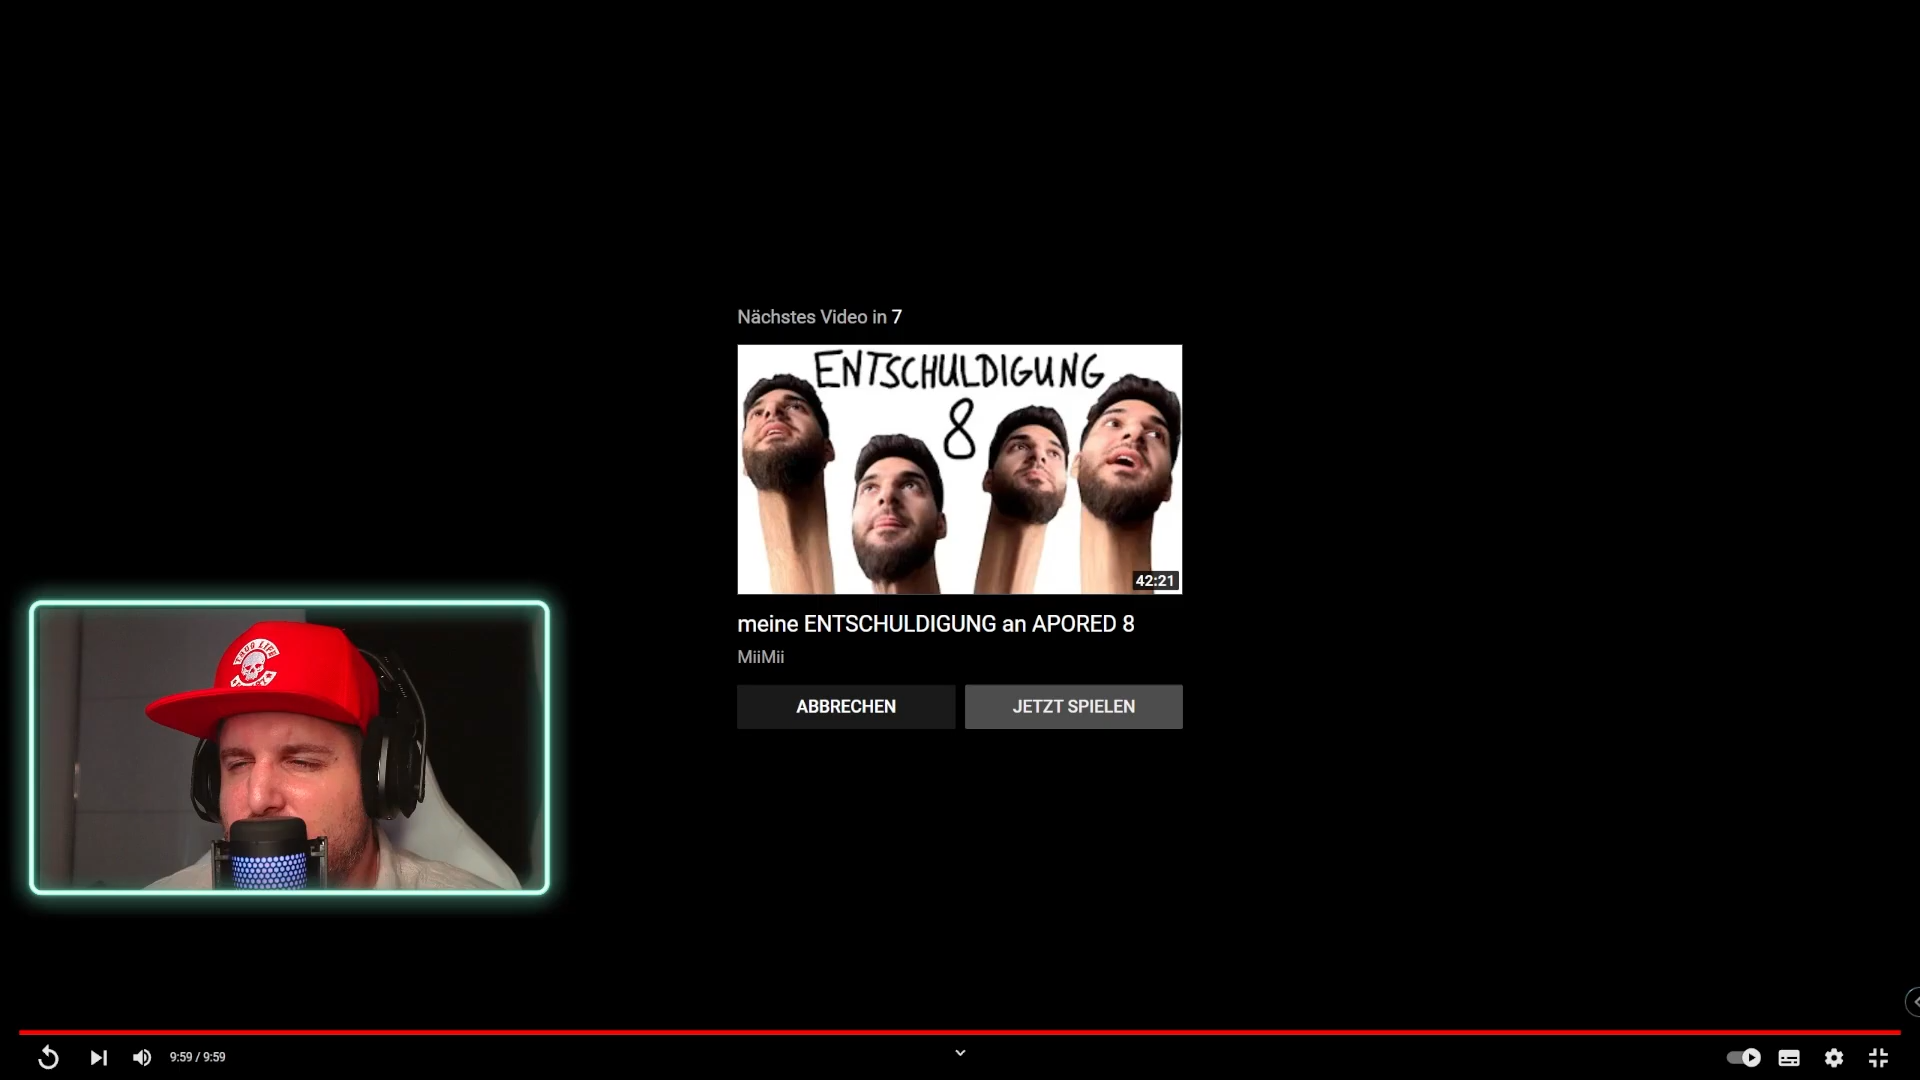 Nächstes Video in 7
ENTSCHULDIGUNG
8
42:21
meine ENTSCHULDIGUNG an APORED 8
MiiMii
ABBRECHEN
JETZT SPIELEN
9:59 / 9:59